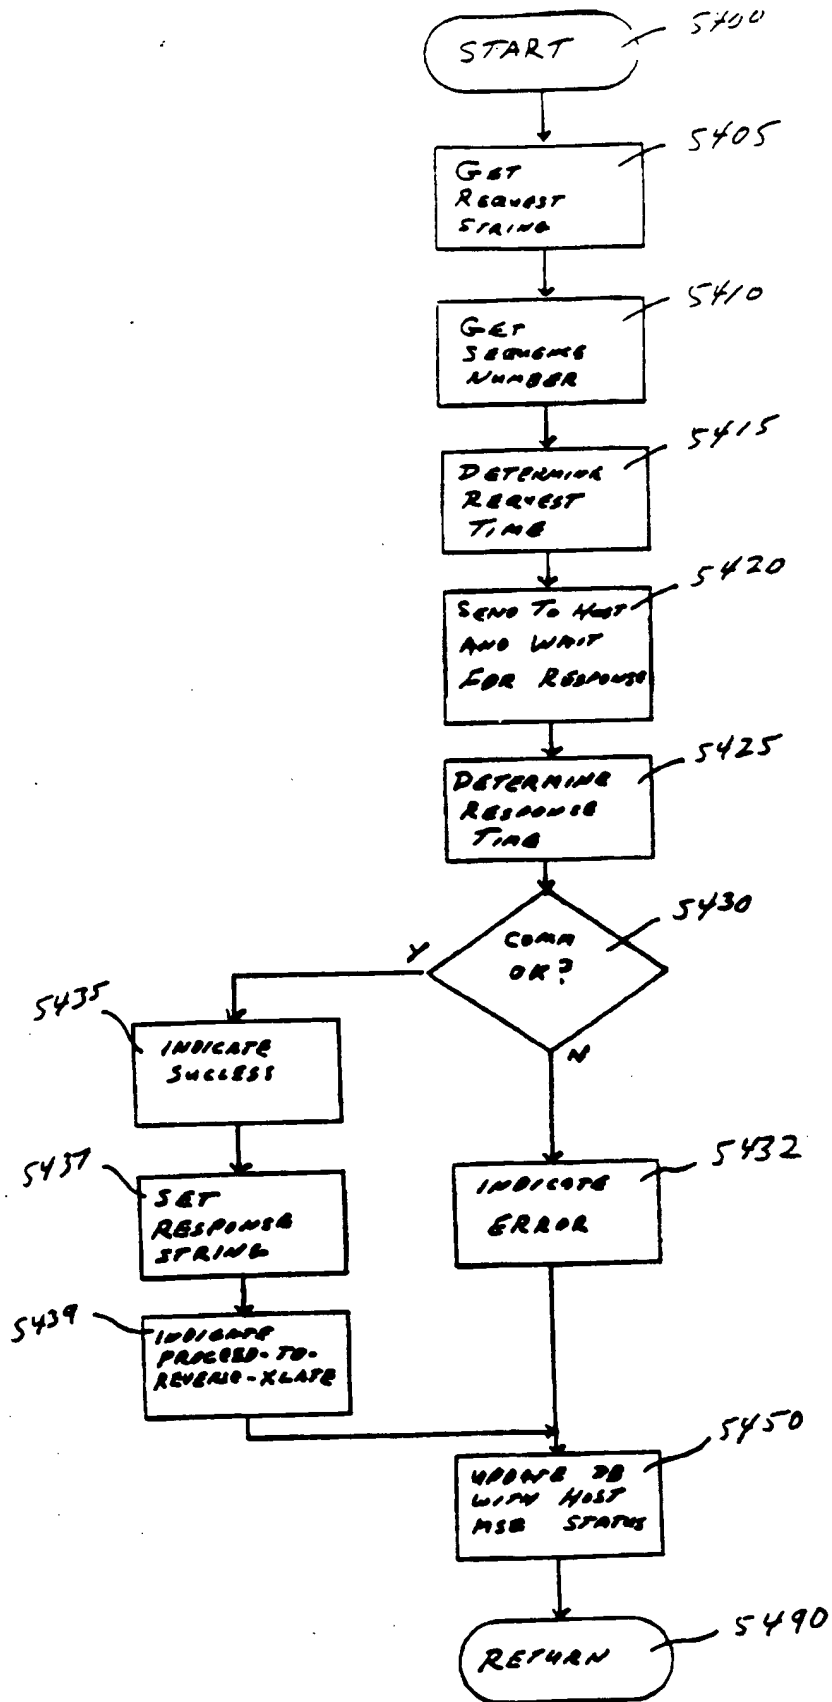 START
5400
5405
GET
REQUEST
STRING
5410
GET
SEQUENCE
NUMBER
5415
DETERMINE
REQUEST
TIME
5420
SEND TO HOST
AND WAIT
FOR RESPONSE
5425
DETERMINE
RESPONSE
TIME
5430
COMM
OK?
Y
N
5435
INDICATE
SUCCESS
5437
SET
RESPONSE
STRING
5439
INDICATE
PROCEED-TO-
REVERSE-XLATE
5432
INDICATE
ERROR
5450
UPDATE DB
WITH HOST
MSG STATUS
5490
RETURN